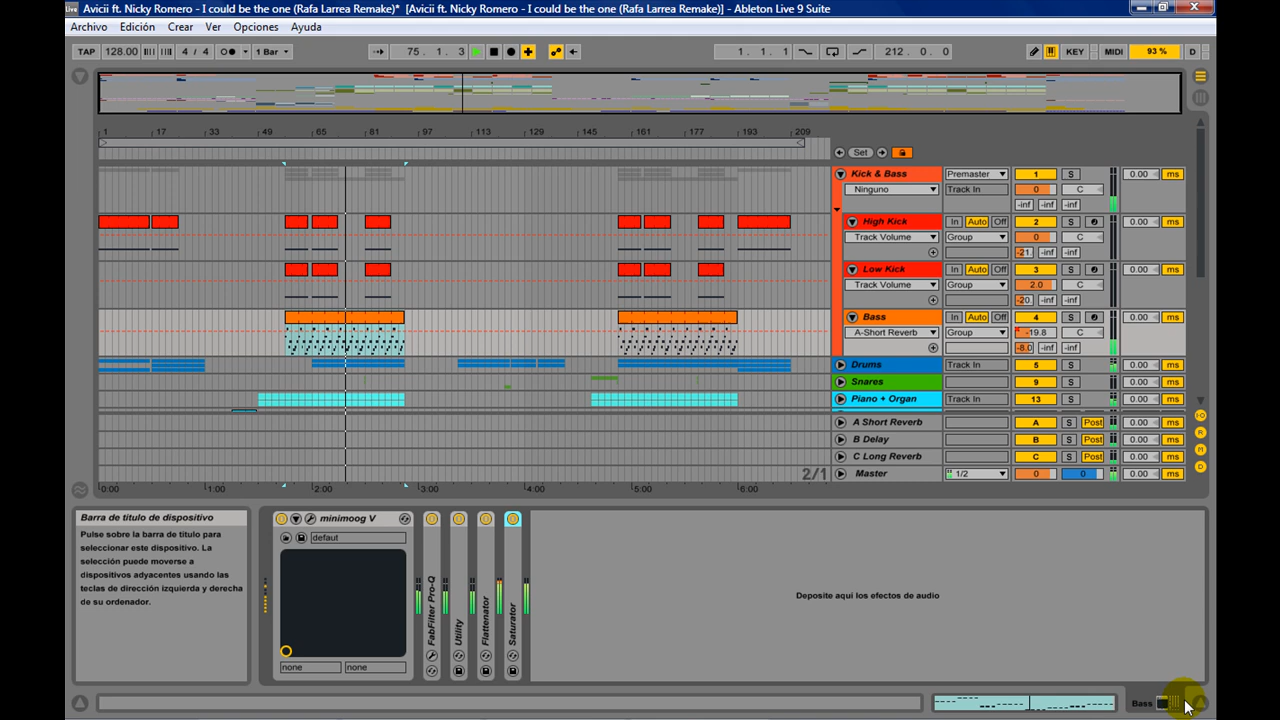 Live Avicii ft. Nicky Romero - I could be the one (Rafa Larrea Remake)* [Avicii ft. Nicky Romero - I could be the one (Rafa Larrea Remake)] - Ableton Live 9 Suite
Archivo Edición Crear Ver Opciones Ayuda
TAP 128.00 4 / 4 1 Bar 75. 1. 3 1. 1. 1 212. 0. 0 KEY MIDI 93 % D
1 17 33 49 65 81 97 113 129 145 161 177 193 209
Set
Kick & Bass Premaster 1 S 0.00 ms
Ninguno Track In 0 C
-inf -inf
High Kick In Auto Off 2 S 0.00 ms
Track Volume Group 0 C
-21. -inf -inf
Low Kick In Auto Off 3 S 0.00 ms
Track Volume Group 2.0 C
-20. -inf -inf
Bass In Auto Off 4 S 0.00 ms
A-Short Reverb Group -19.8 C
-8.0 -inf -inf
Drums Track In 5 S 0.00 ms
Snares 9 S 0.00 ms
Piano + Organ Track In 13 S 0.00 ms
A Short Reverb A S Post 0.00 ms
B Delay B S Post 0.00 ms
C Long Reverb C S Post 0.00 ms
Master 1/2 0 0 0.00 ms
2/1
0:00 1:00 2:00 3:00 4:00 5:00 6:00
I·O
R
M
D
Barra de título de dispositivo
Pulse sobre la barra de título para
seleccionar este dispositivo. La
selección puede moverse a
dispositivos adyacentes usando las
teclas de dirección izquierda y derecha
de su ordenador.
minimoog V
defaut
none none
FabFilter Pro-Q
Utility
Flattenator
Saturator
Deposite aqui los efectos de audio
Bass